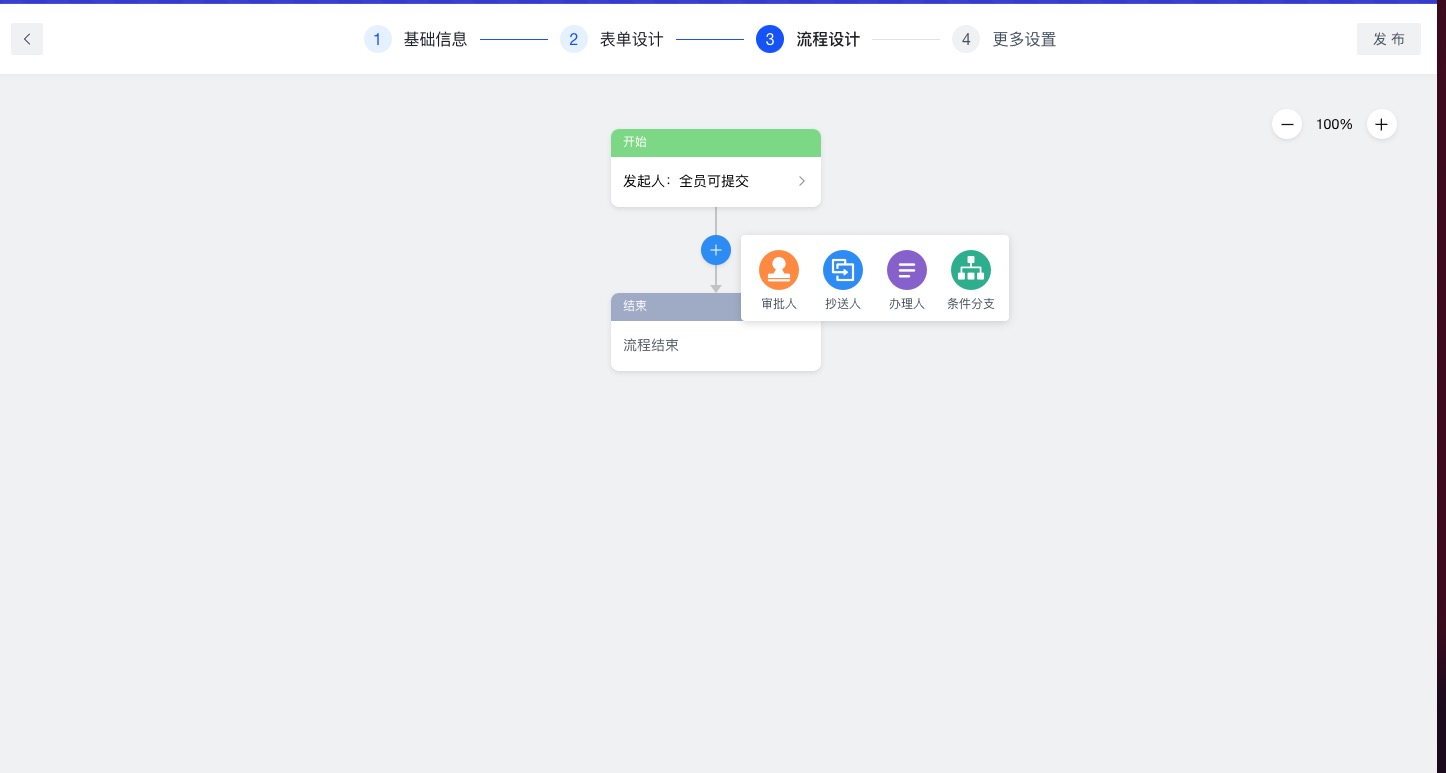 1 基础信息 2 表单设计 3 流程设计 4 更多设置 发 布
100%
开始
发起人：全员可提交
审批人 抄送人 办理人 条件分支
结束
流程结束